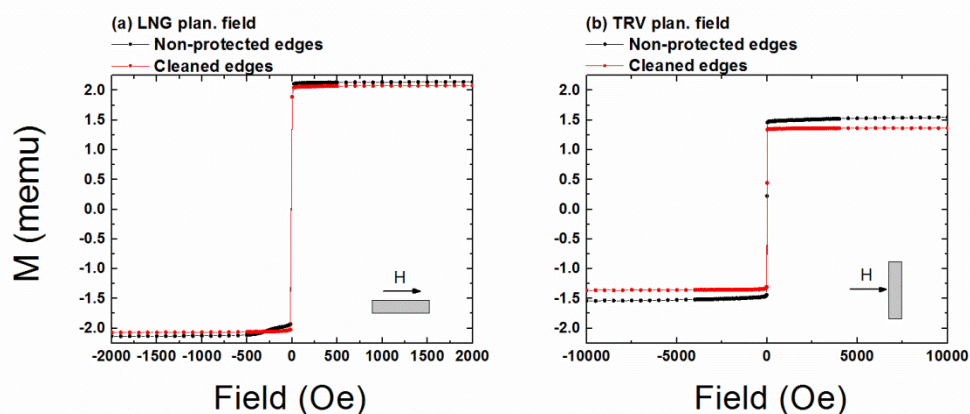 (a) LNG plan. field
Non-protected edges
Cleaned edges
2.0
1.5
1.0
0.5
0.0
-0.5
-1.0
-1.5
-2.0
-2000 -1500 -1000 -500 0 500 1000 1500 2000
H
M (memu)
Field (Oe)
(b) TRV plan. field
Non-protected edges
Cleaned edges
2.0
1.5
1.0
0.5
0.0
-0.5
-1.0
-1.5
-2.0
-10000 -5000 0 5000 10000
H
Field (Oe)